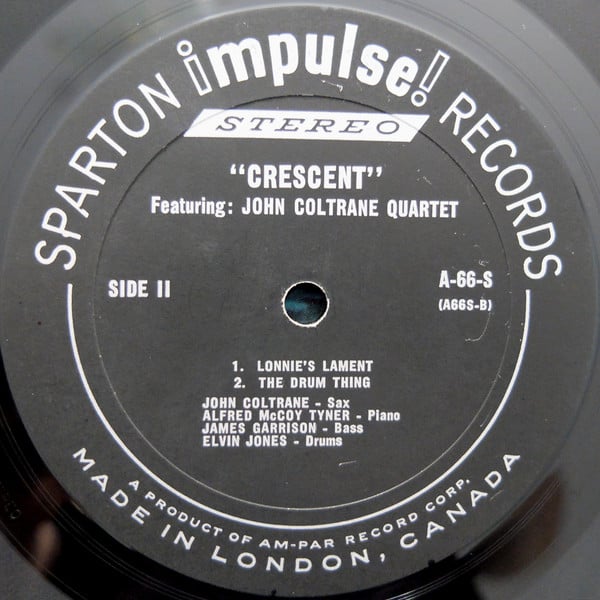 SPARTON impulse! RECORDS
STEREO
"CRESCENT"
Featuring: JOHN COLTRANE QUARTET
SIDE II
A-66-S
(A66S-B)
1. LONNIE'S LAMENT
2. THE DRUM THING
JOHN COLTRANE - Sax
ALFRED McCOY TYNER - Piano
JAMES GARRISON - Bass
ELVIN JONES - Drums
A PRODUCT OF AM-PAR RECORD CORP.
MADE IN LONDON, CANADA